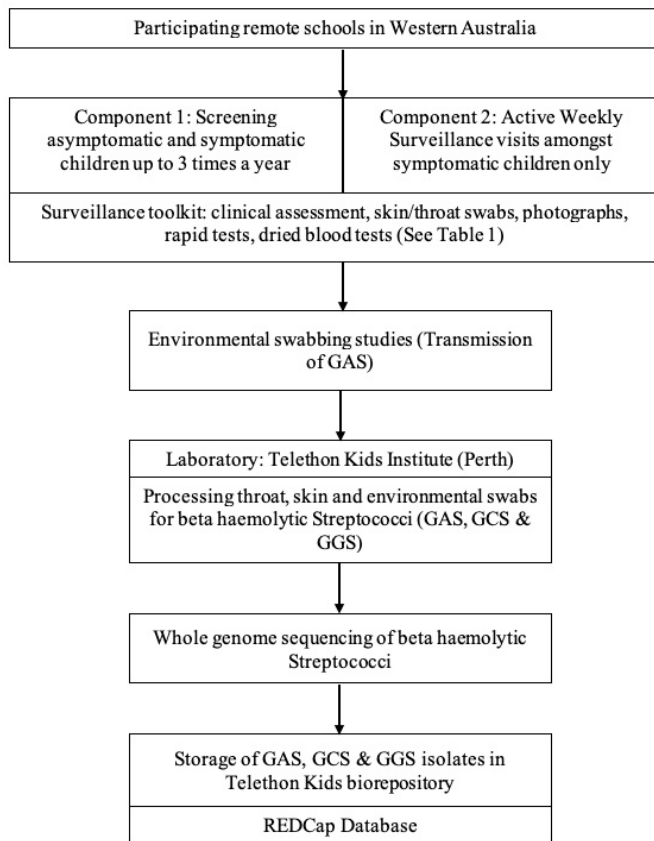 Participating remote schools in Western Australia
Component 1: Screening
asymptomatic and symptomatic
children up to 3 times a year
Component 2: Active Weekly
Surveillance visits amongst
symptomatic children only
Surveillance toolkit: clinical assessment, skin/throat swabs, photographs,
rapid tests, dried blood tests (See Table 1)
Environmental swabbing studies (Transmission
of GAS)
Laboratory: Telethon Kids Institute (Perth)
Processing throat, skin and environmental swabs
for beta haemolytic Streptococci (GAS, GCS &
GGS)
Whole genome sequencing of beta haemolytic
Streptococci
Storage of GAS, GCS & GGS isolates in
Telethon Kids biorepository
REDCap Database